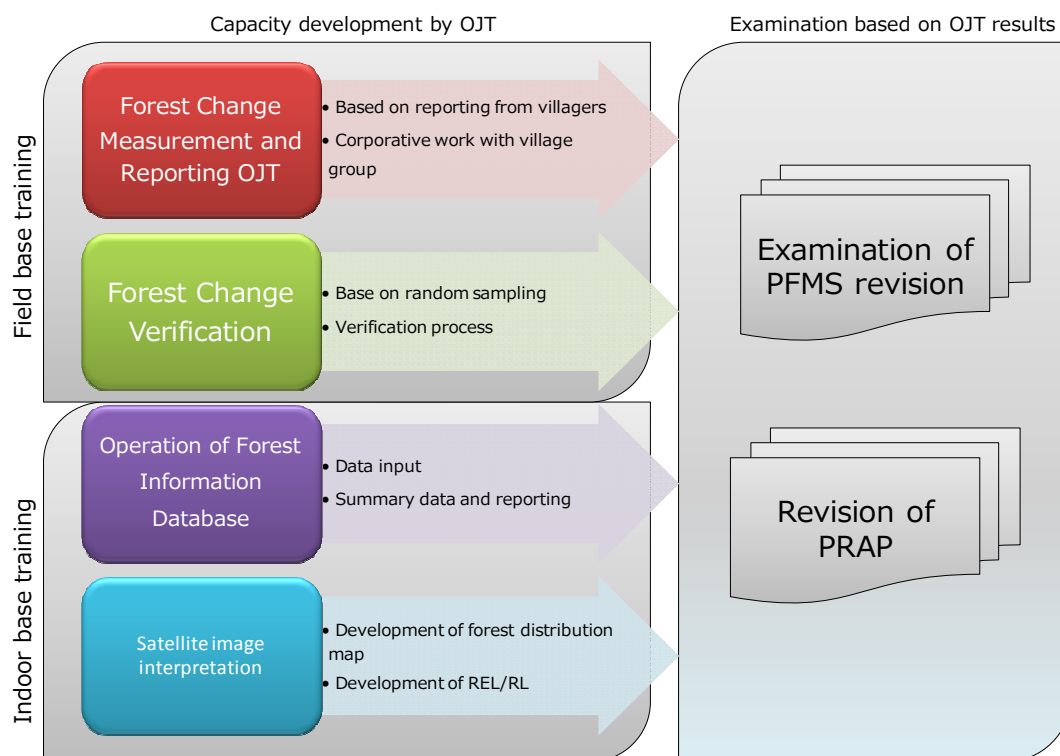 Capacity development by OJT
Examination based on OJT results
Field base training
Forest Change
Measurement and
Reporting OJT
• Based on reporting from villagers
• Corporative work with village
group
Forest Change
Verification
• Base on random sampling
• Verification process
Indoor base training
Operation of Forest
Information
Database
• Data input
• Summary data and reporting
Satellite image
interpretation
• Development of forest distribution
map
• Development of REL/RL
Examination of
PFMS revision
Revision of
PRAP